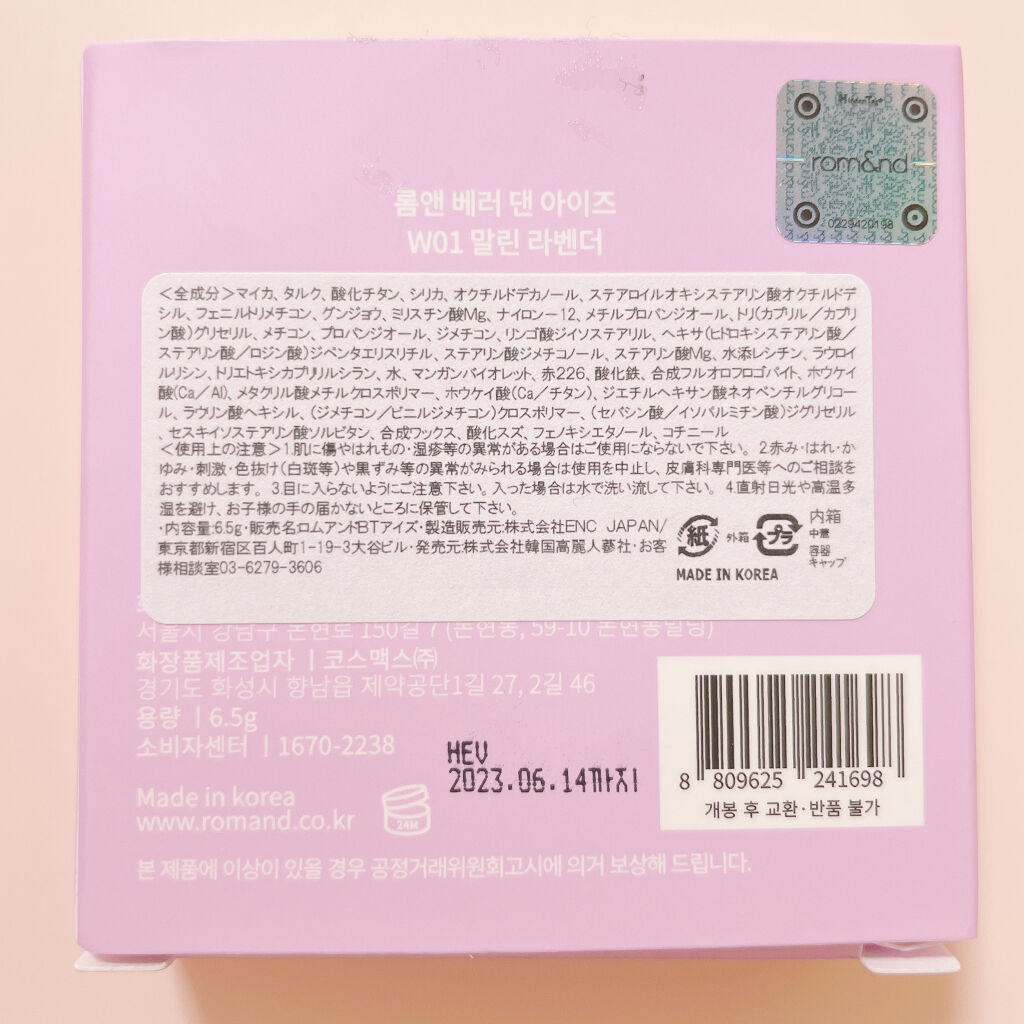 HiddenTag
rom&nd
0229420198
롬앤 베러 댄 아이즈
W01 말린 라벤더
<全成分>マイカ、タルク、酸化チタン、シリカ、オクチルドデカノール、ステアロイルオキシステアリン酸オクチルドデ
シル、フェニルトリメチコン、グンジョウ、ミリスチン酸Mg、ナイロン-12、メチルプロパンジオール、トリ(カプリル/カプリ
ン酸)グリセリル、メチコン、プロパンジオール、ジメチコン、リンゴ酸ジイソステアリル、ヘキサ(ヒドロキシステアリン酸/
ステアリン酸/ロジン酸)ジペンタエリスリチル、ステアリン酸ジメチコノール、ステアリン酸Mg、水添レシチン、ラウロイ
ルリシン、トリエトキシカプリルシラン、水、マンガンバイオレット、赤226、酸化鉄、合成フルオロフロゴパイト、ホウケイ
酸(Ca/Al)、メタクリル酸メチルクロスポリマー、ホウケイ酸(Ca/チタン)、ジエチルヘキサン酸ネオペンチルグリコー
ル、ラウリン酸ヘキシル、(ジメチコン/ビニルジメチコン)クロスポリマー、(セバシン酸/イソパルミチン酸)ジグリセリル
、セスキイソステアリン酸ソルビタン、合成ワックス、酸化スズ、フェノキシエタノール、コチニール
<使用上の注意>1.肌に傷やはれもの・湿疹等の異常がある場合はご使用にならないで下さい。2.赤み・はれ・か
ゆみ・刺激・色抜け(白斑等)や黒ずみ等の異常がみられる場合は使用を中止し、皮膚科専門医等へのご相談を
おすすめします。3.目に入らないようにご注意下さい。入った場合は水で洗い流して下さい。4.直射日光や高温多
湿を避け、お子様の手の届かないところに保管して下さい。
・内容量:6.5g・販売名ロムアンドBTアイズ・製造販売元:株式会社ENC JAPAN/
東京都新宿区百人町1-19-3大谷ビル・発売元:株式会社韓国高麗人蔘社・お客
様相談室03-6279-3606
紙 外箱 プラ 内箱
中皿
容器
キャップ
MADE IN KOREA
서울시 강남구 논현로 150길 7 (논현동, 59-10 논현동빌딩)
화장품제조업자 | 코스맥스㈜
경기도 화성시 향남읍 제약공단1길 27, 2길 46
용량 | 6.5g
소비자센터 | 1670-2238
HEV
2023.06.14까지
Made in korea
www.romand.co.kr
24M
8 809625 241698
개봉 후 교환·반품 불가
본 제품에 이상이 있을 경우 공정거래위원회고시에 의거 보상해 드립니다.